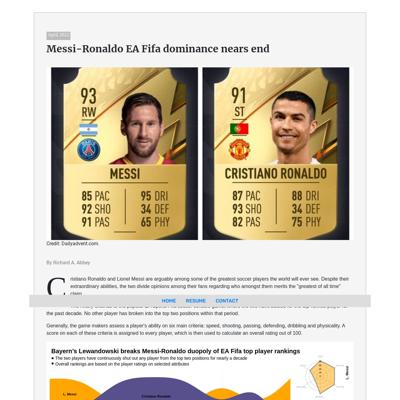 April, 2022
Messi-Ronaldo EA Fifa dominance nears end
93
RW
MESSI
85 PAC 95 DRI
92 SHO 34 DEF
91 PAS 65 PHY
91
ST
CRISTIANO RONALDO
87 PAC 88 DRI
93 SHO 34 DEF
82 PAS 75 PHY
Credit: Dailyadvent.com.
By Richard A. Abbey
Cristiano Ronaldo and Lionel Messi are arguably among some of the greatest soccer players the world will ever see. Despite their
extraordinary abilities, the two divide opinions among their fans regarding who amongst them merits the "greatest of all time"
claim.
HOME RESUME CONTACT
the past decade. No other player has broken into the top two positions within that period.
Generally, the game makers assess a player's ability on six main criteria: speed, shooting, passing, defending, dribbling and physicality. A
score on each of these criteria is assigned to every player, which is then used to calculate an overall rating out of 100.
Bayern's Lewandowski breaks Messi-Ronaldo duopoly of EA Fifa top player rankings
• The two players have continuously shut out any player from the top two for nearly a decade
• Overall rankings are based on the player ratings on selected attributes
L. Messi
Cristiano Ronaldo
L. Messi